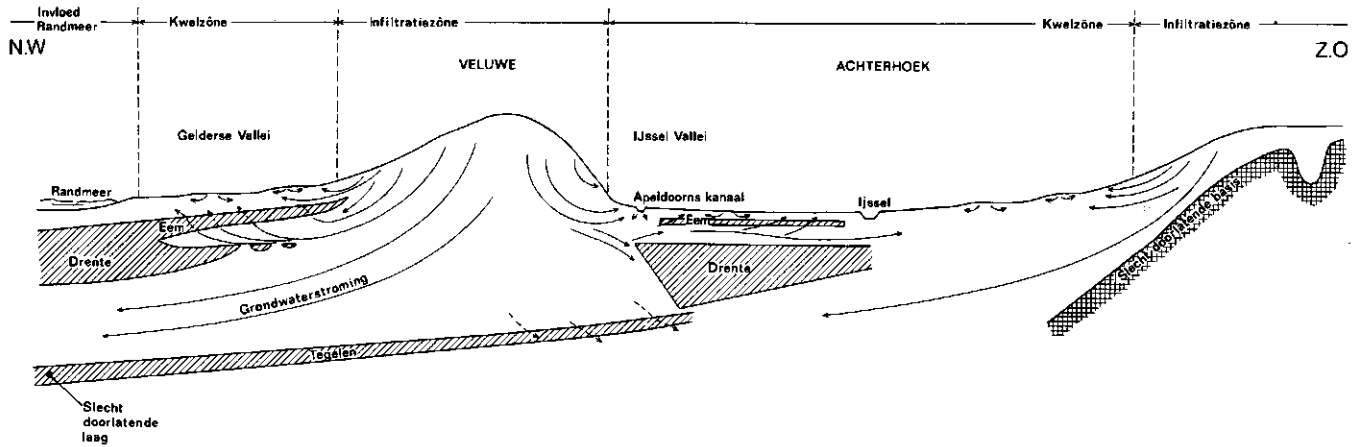 Invloed
Randmeer
Kwelzône
Infiltratiezône
Kwelzône
Infiltratiezône
N.W
Z.O
VELUWE
ACHTERHOEK
Gelderse Vallei
IJssel Vallei
Randmeer
Apeldoorns kanaal
Ijssel
Eem
Eem
Drente
Drente
Slecht doorlatende basis
Grondwaterstroming
Tegelen
Slecht
doorlatende
laag